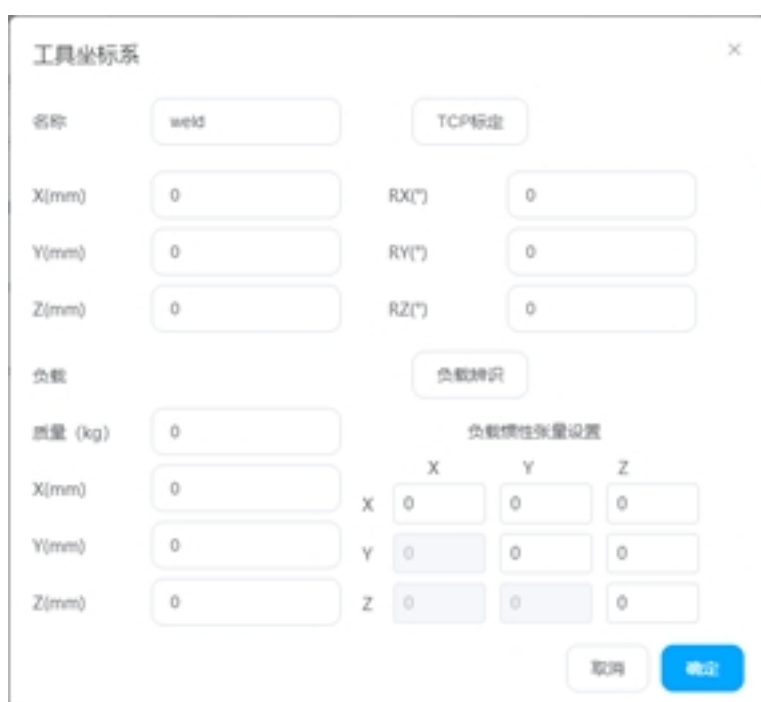 工具坐标系
名称 weld TCP标定
X(mm) 0 RX(°) 0
Y(mm) 0 RY(°) 0
Z(mm) 0 RZ(°) 0
负载 负载辨识
质量（kg） 0 负载惯性张量设置
X Y Z
X(mm) 0 X 0 0 0
Y(mm) 0 Y 0 0 0
Z(mm) 0 Z 0 0 0
取消 确定